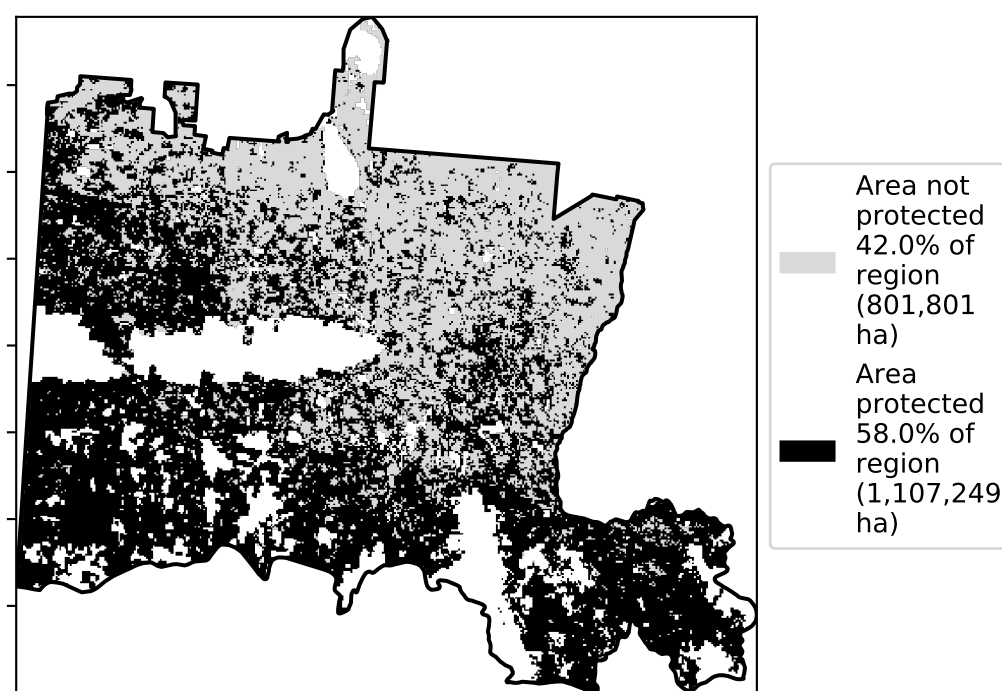 Area not
protected
42.0% of
region
(801,801
ha)
Area
protected
58.0% of
region
(1,107,249
ha)